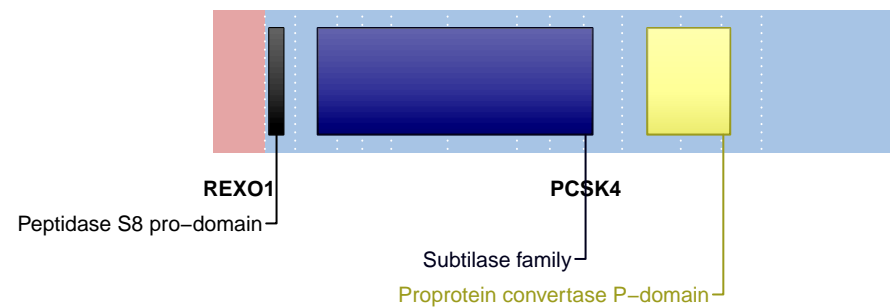 REXO1 PCSK4
Peptidase S8 pro−domain
Subtilase family
Proprotein convertase P−domain